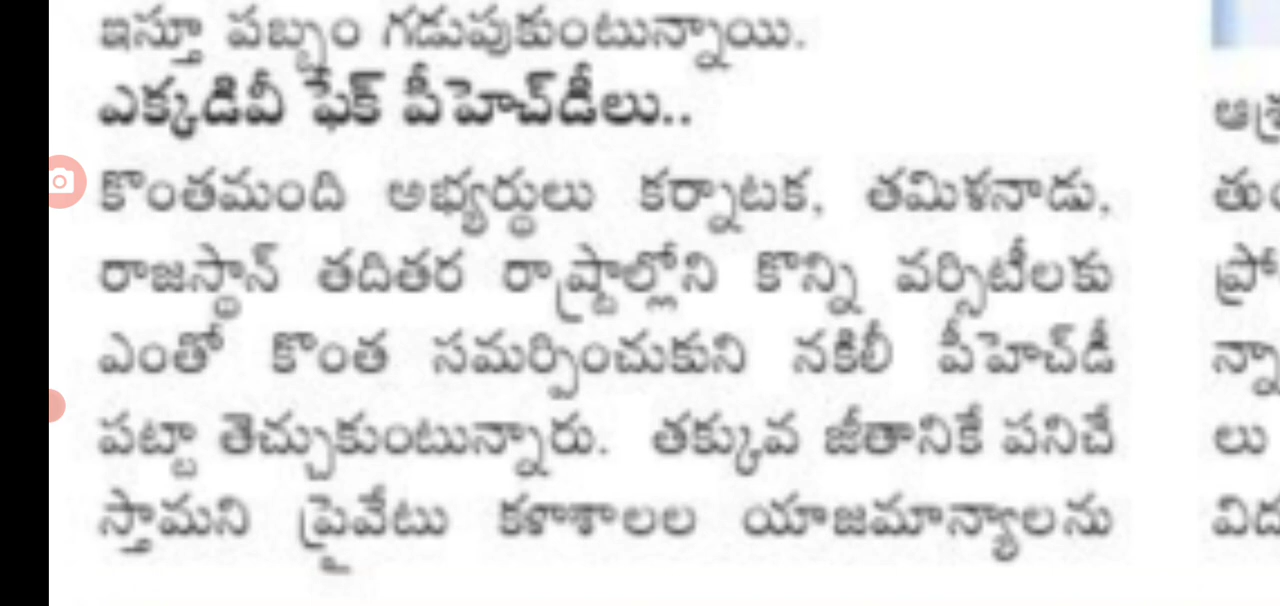 ఇస్తూ పబ్బం గడుపుకుంటున్నాయి.
ఎక్కడివీ ఫేక్ పీహెచ్‌డీలు..
కొంతమంది అభ్యర్థులు కర్నాటక, తమిళనాడు,
రాజస్థాన్ తదితర రాష్ట్రాల్లోని కొన్ని వర్సిటీలకు
ఎంతో కొంత సమర్పించుకుని నకిలీ పీహెచ్‌డీ
పట్టా తెచ్చుకుంటున్నారు. తక్కువ జీతానికే పనిచే
స్తామని ప్రైవేటు కళాశాలల యాజమాన్యాలను
లు